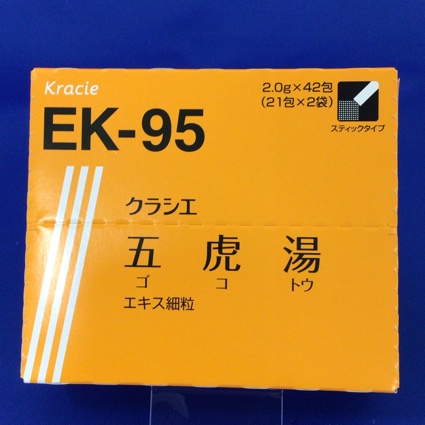 Kracie
2.0g×42包
(21包×2袋)
スティックタイプ
EK-95
クラシエ
五虎湯
ゴ コ トウ
エキス細粒